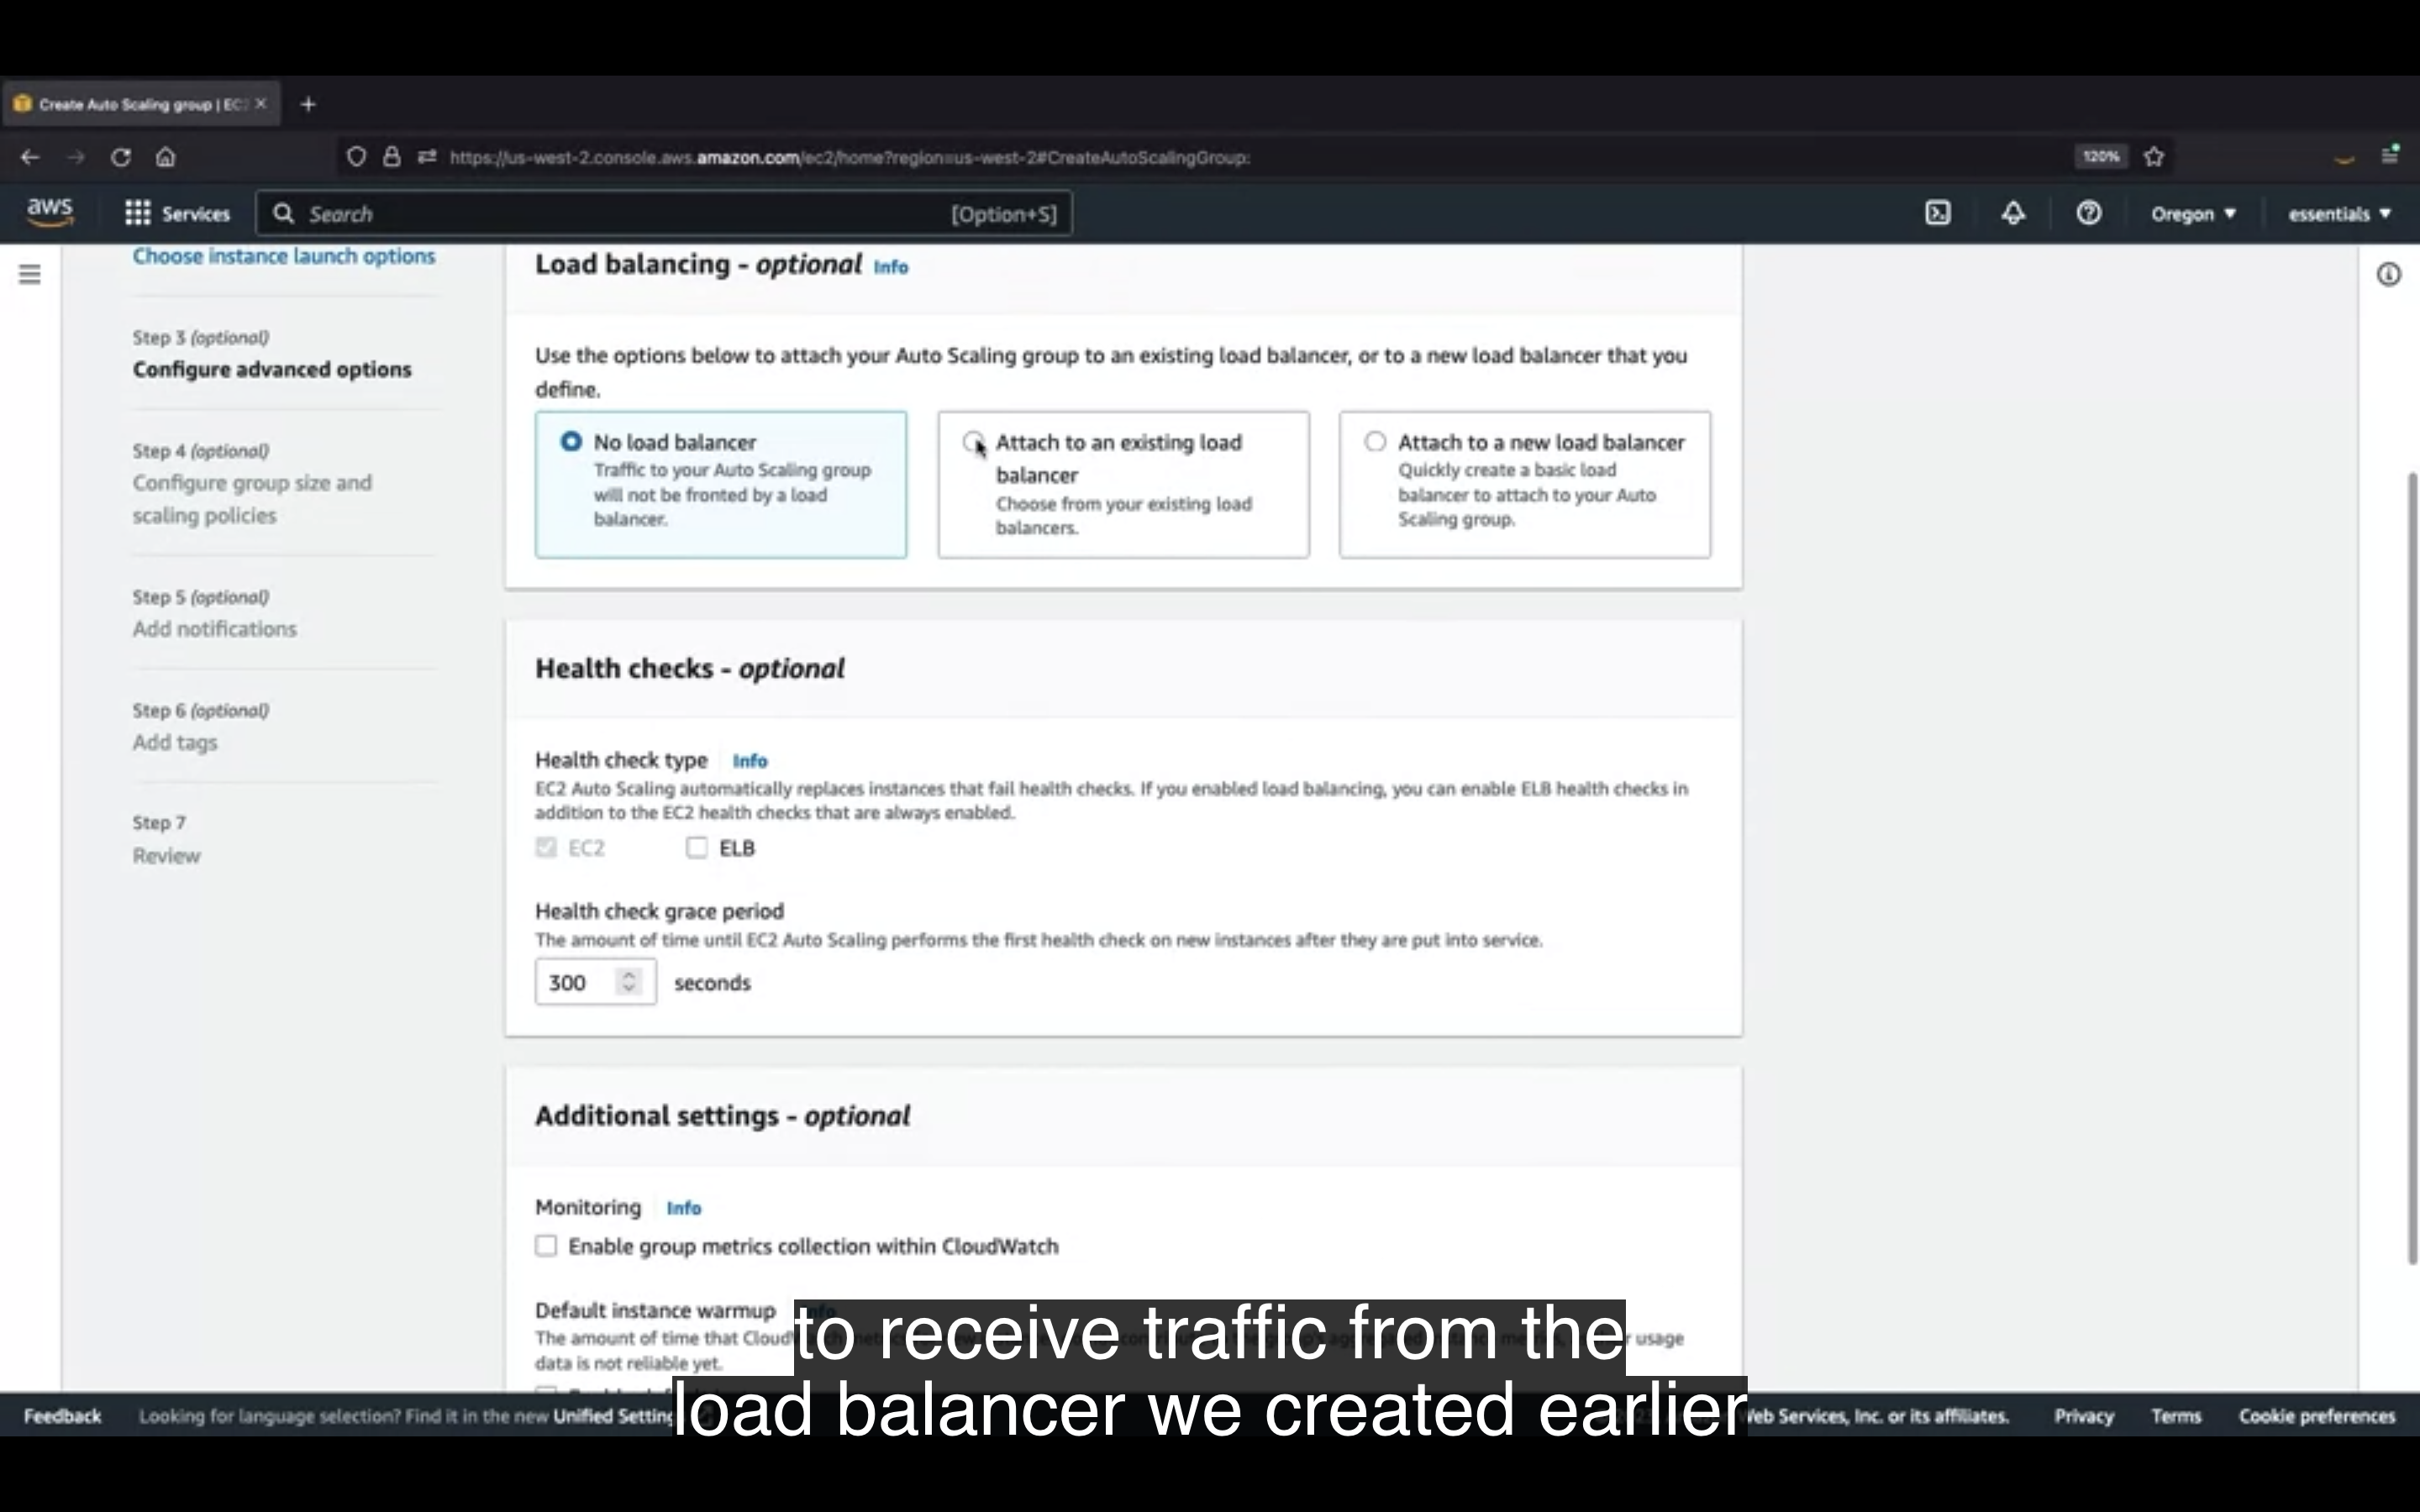 Create Auto Scaling group | EC
https://us-west-2.console.aws.amazon.com/ec2/home?region=us-west-2#CreateAutoScalingGroup:
120%
aws
Services
Search
[Option+S]
Oregon
essentials
Choose instance launch options
Step 3 (optional)
Configure advanced options
Step 4 (optional)
Configure group size and
scaling policies
Step 5 (optional)
Add notifications
Step 6 (optional)
Add tags
Step 7
Review
Load balancing - optional Info
Use the options below to attach your Auto Scaling group to an existing load balancer, or to a new load balancer that you
define.
No load balancer
Traffic to your Auto Scaling group
will not be fronted by a load
balancer.
Attach to an existing load
balancer
Choose from your existing load
balancers.
Attach to a new load balancer
Quickly create a basic load
balancer to attach to your Auto
Scaling group.
Health checks - optional
Health check type Info
EC2 Auto Scaling automatically replaces instances that fail health checks. If you enabled load balancing, you can enable ELB health checks in
addition to the EC2 health checks that are always enabled.
EC2 ELB
Health check grace period
The amount of time until EC2 Auto Scaling performs the first health check on new instances after they are put into service.
300 seconds
Additional settings - optional
Monitoring Info
Enable group metrics collection within CloudWatch
Default instance warmup
The amount of time that usage
data is not reliable yet.
to receive traffic from the
load balancer we created earlier
Feedback
Looking for language selection? Find it in the new Unified
Web Services, Inc. or its affiliates.
Privacy
Terms
Cookie preferences